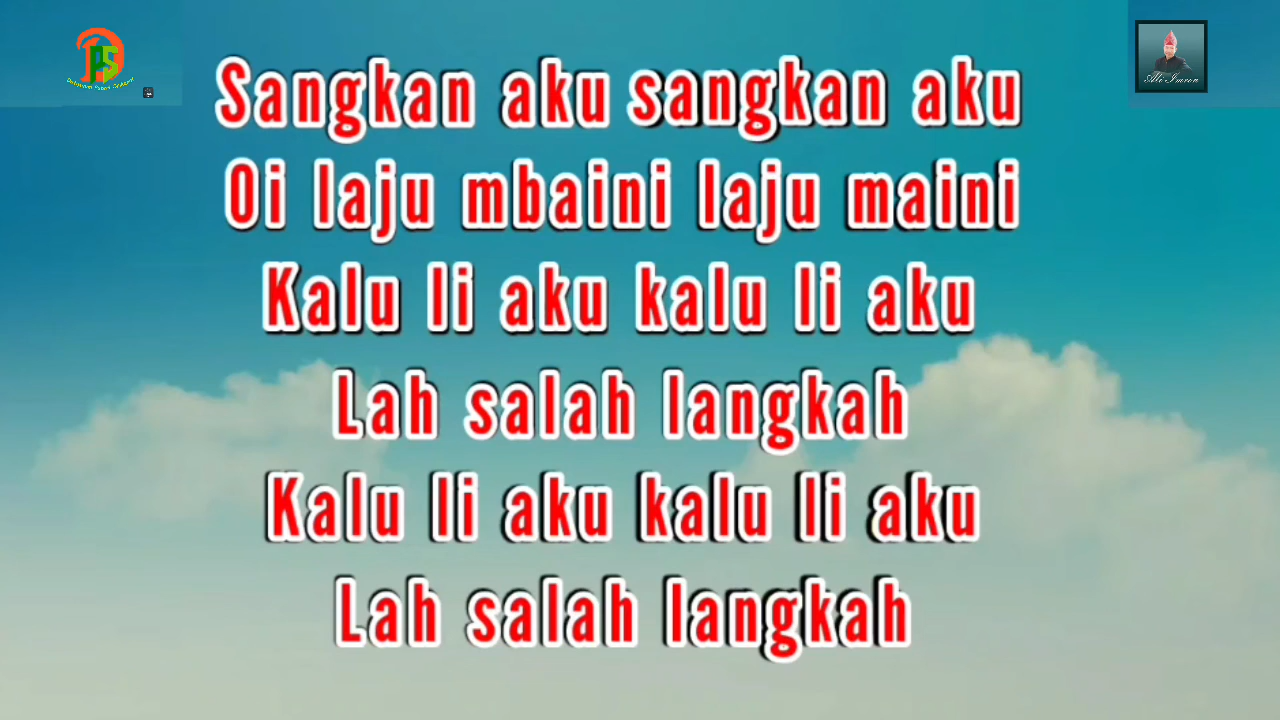 Sangkan aku sangkan aku
Oi laju mbaini laju maini
Kalu li aku kalu li aku
Lah salah langkah
Kalu li aku kalu li aku
Lah salah langkah